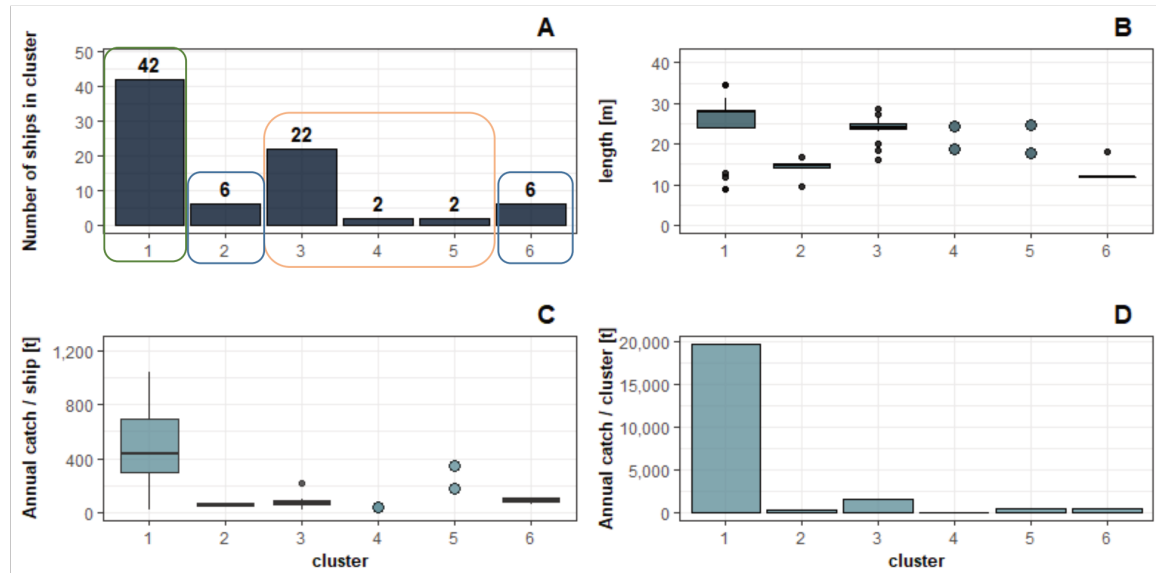 A
Number of ships in cluster
50
40
30
20
10
0
42
6
22
2
2
6
1 2 3 4 5 6
B
length [m]
40
30
20
10
0
1 2 3 4 5 6
C
Annual catch / ship [t]
1,200
800
400
0
1 2 3 4 5 6
cluster
D
Annual catch / cluster [t]
20,000
15,000
10,000
5,000
0
1 2 3 4 5 6
cluster